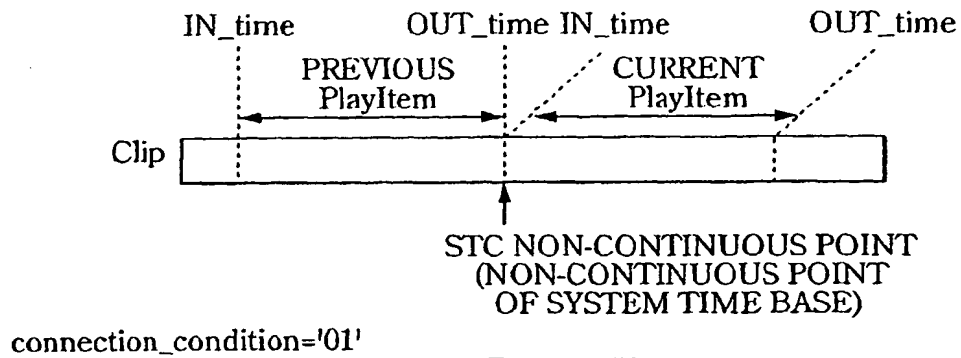 IN_time OUT_time IN_time OUT_time
PREVIOUS
PlayItem
CURRENT
PlayItem
Clip
STC NON-CONTINUOUS POINT
(NON-CONTINUOUS POINT
OF SYSTEM TIME BASE)
connection_condition='01'